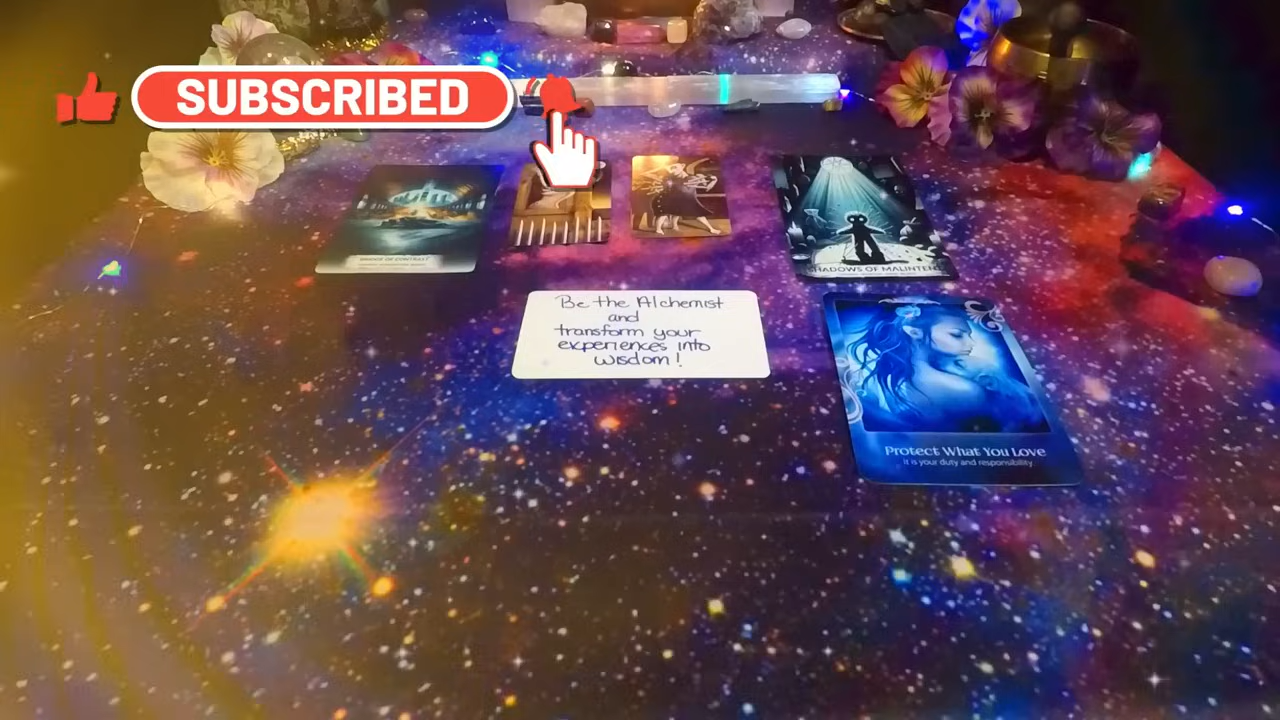 SUBSCRIBED
SHADOWS OF MALINTENT
Be the Alchemist
and
transform your
experiences into
wisdom!
Protect What You Love
it is your duty and responsibility.